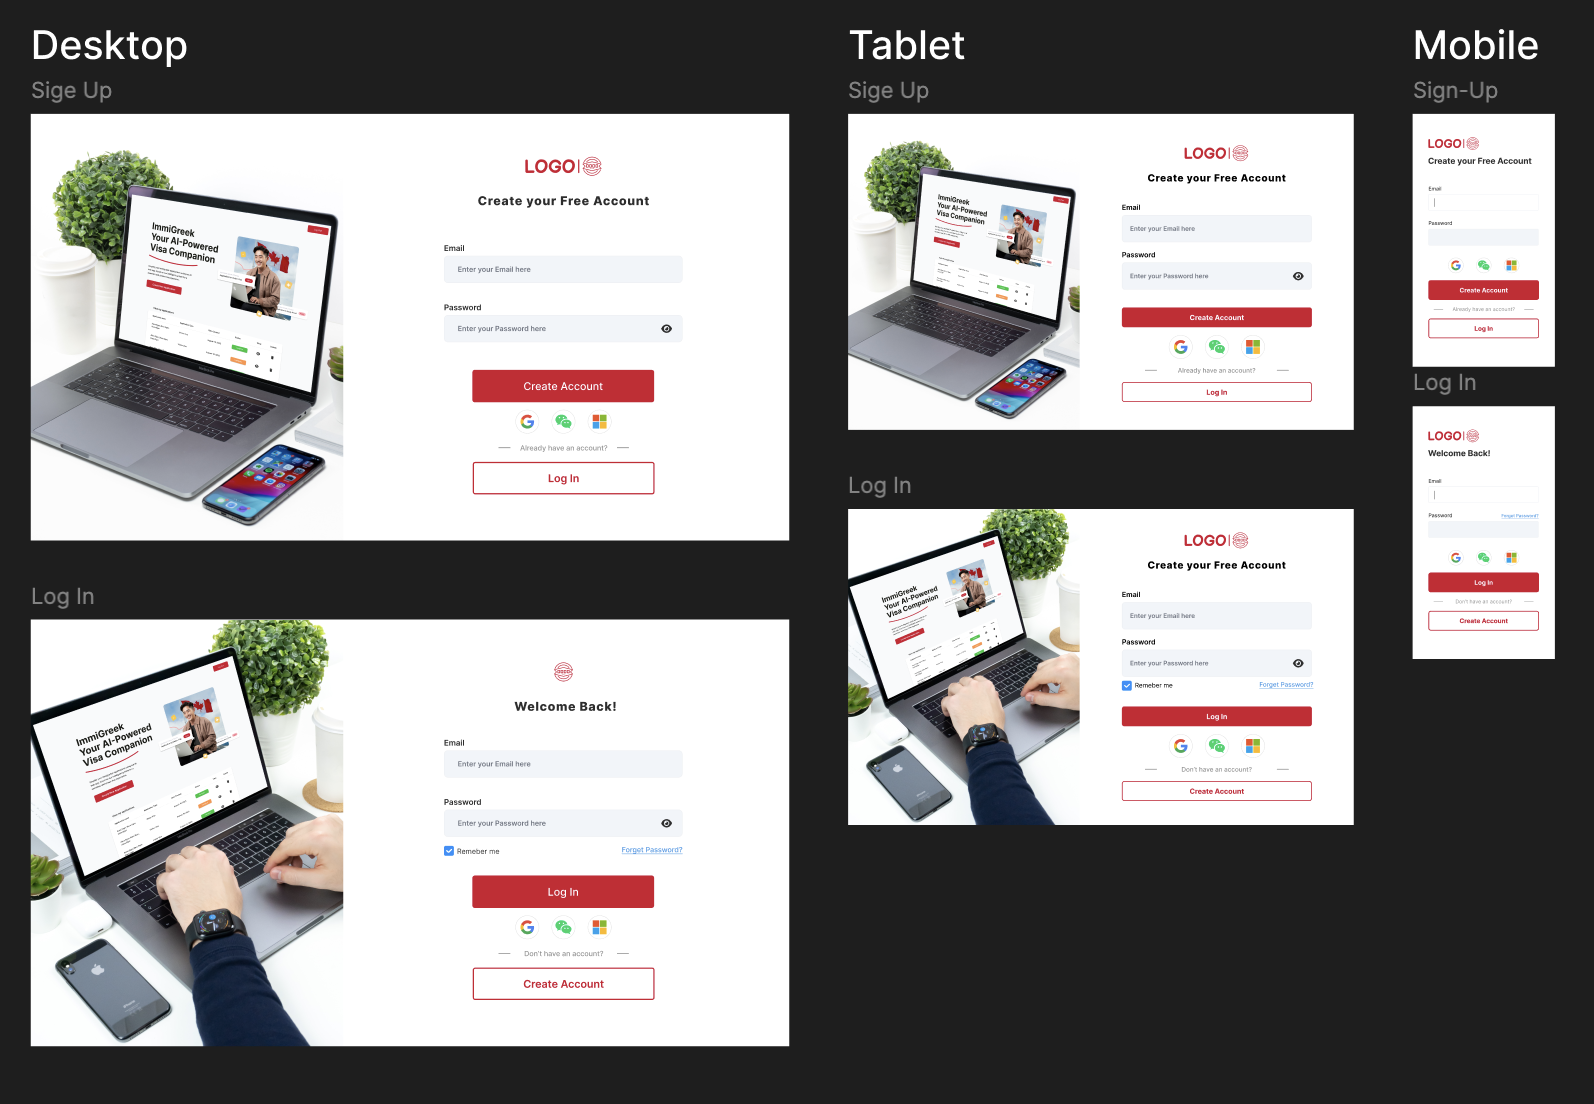 Desktop
Sige Up
LOGO
Create your Free Account
ImmiGreek
Your AI-Powered
Visa Companion
Email
Enter your Email here
Password
Enter your Password here
Create Account
Already have an account?
Log In
Log In
Welcome Back!
ImmiGreek
Your AI-Powered
Visa Companion
Email
Enter your Email here
Password
Enter your Password here
Remeber me
Forget Password?
Log In
Don't have an account?
Create Account
Tablet
Sige Up
LOGO
Create your Free Account
ImmiGreek
Your AI-Powered
Visa Companion
Email
Enter your Email here
Password
Enter your Password here
Create Account
Already have an account?
Log In
Log In
LOGO
Create your Free Account
ImmiGreek
Your AI-Powered
Visa Companion
Email
Enter your Email here
Password
Enter your Password here
Remeber me
Forget Password?
Log In
Don't have an account?
Create Account
Mobile
Sign-Up
LOGO
Create your Free Account
Email
Password
Create Account
Already have an account?
Log In
Log In
LOGO
Welcome Back!
Email
Password
Forget Password?
Log In
Don't have an account?
Create Account